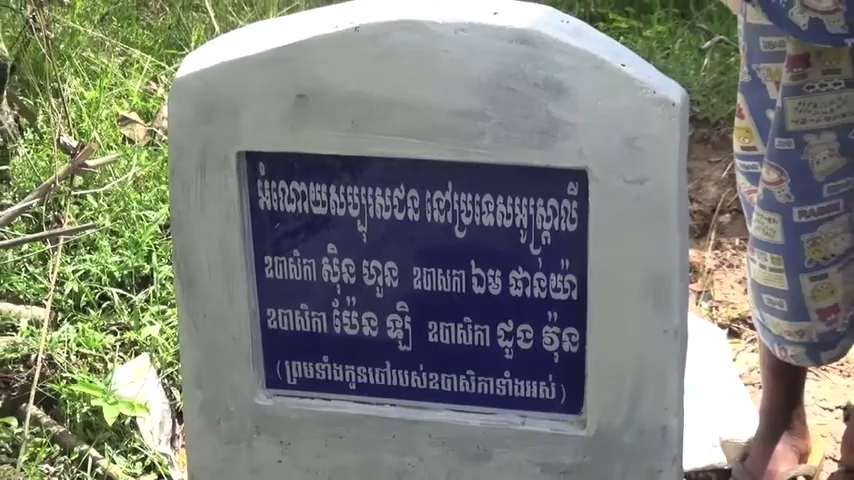 អំណោយសប្បុរសជន នៅប្រទេសអូស្ត្រាលី
ឧបាសិកា ស៊ិន ហួន ឧបាសកា ឯម ផាន់យ៉ា
ឧបាសិកា ប៉ែន ឡិ ឧបាសិកា ដួង វ៉ុន
(ព្រមទាំងកូនចៅរបស់ឧបាសិកាទាំងអស់)